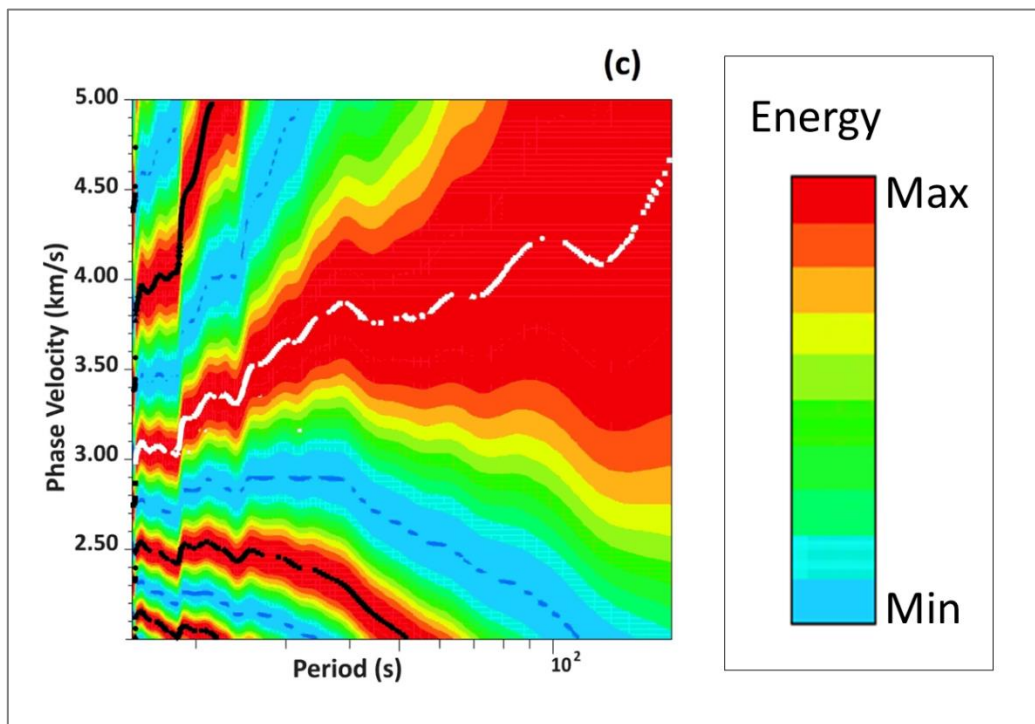 (c)
Energy
Max
Min
5.00
4.50
4.00
3.50
3.00
2.50
Phase Velocity (km/s)
Period (s)
10²